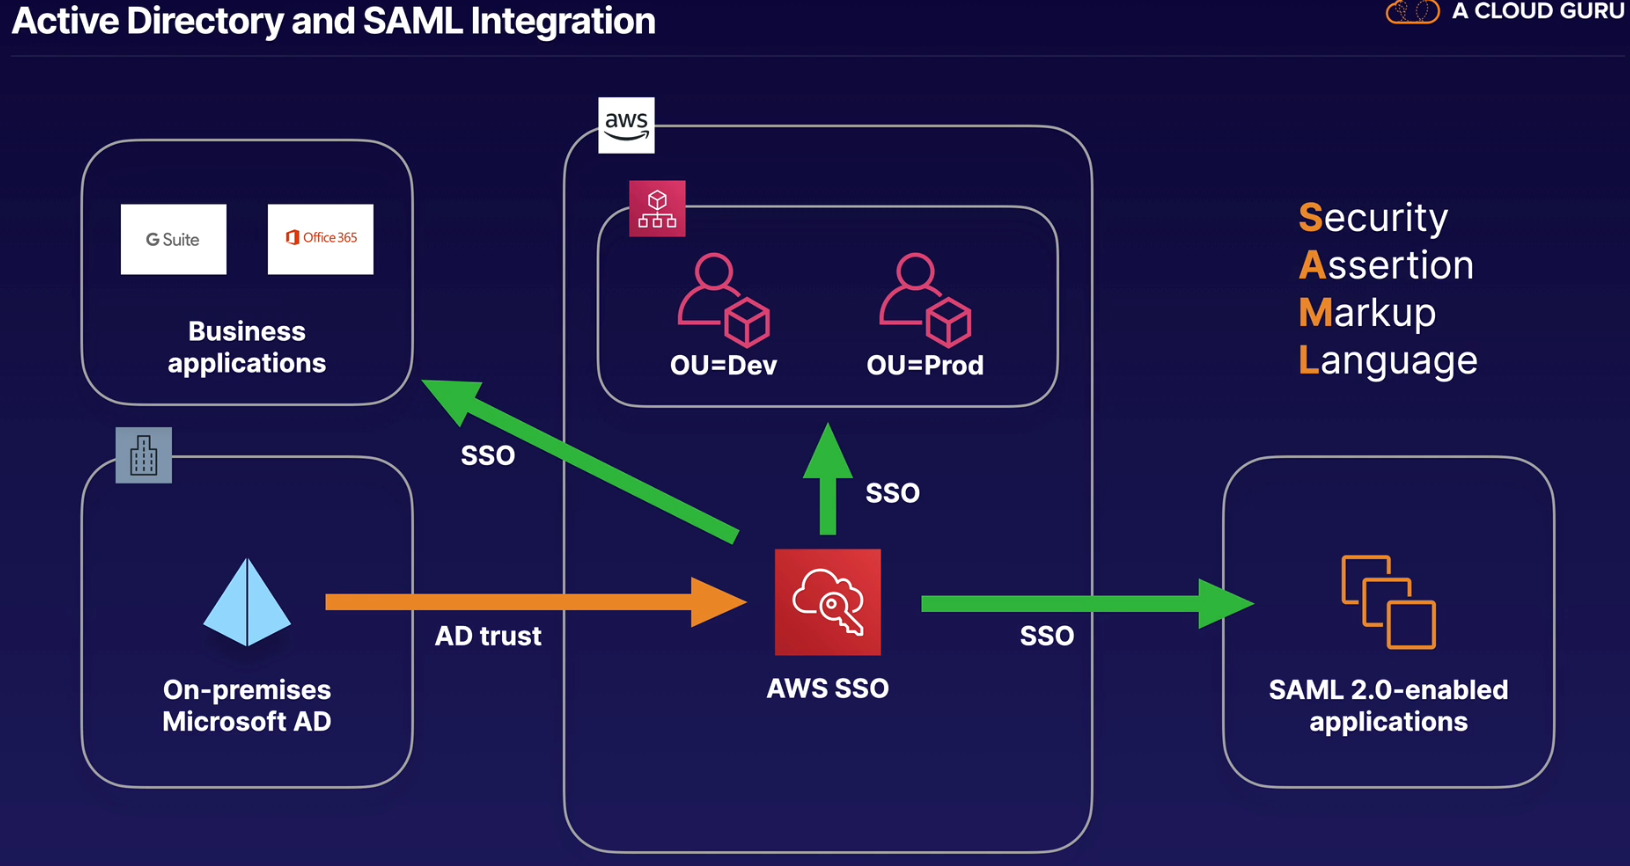 Active Directory and SAML Integration
A CLOUD GURU
aws
G Suite
Office 365
Business
applications
OU=Dev
OU=Prod
Security
Assertion
Markup
Language
SSO
SSO
AD trust
SSO
On-premises
Microsoft AD
AWS SSO
SAML 2.0-enabled
applications